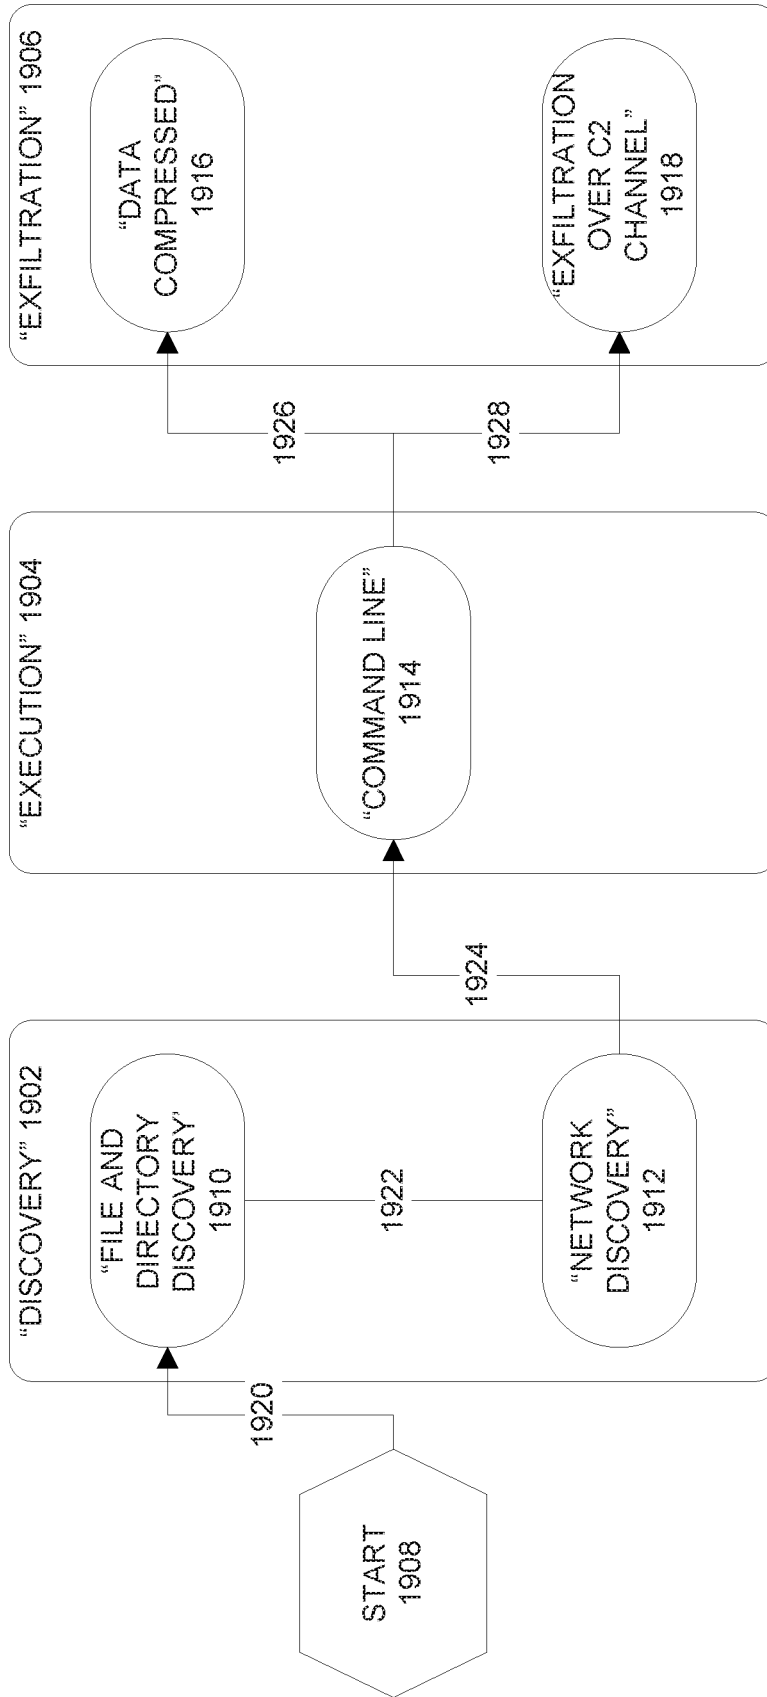 START
1908
1920
“DISCOVERY” 1902
“FILE AND
DIRECTORY
DISCOVERY’
1910
1922
“NETWORK
DISCOVERY”
1912
1924
“EXECUTION” 1904
“COMMAND LINE”
1914
1926
1928
“EXFILTRATION” 1906
“DATA
COMPRESSED”
1916
“EXFILTRATION
OVER C2
CHANNEL”
1918